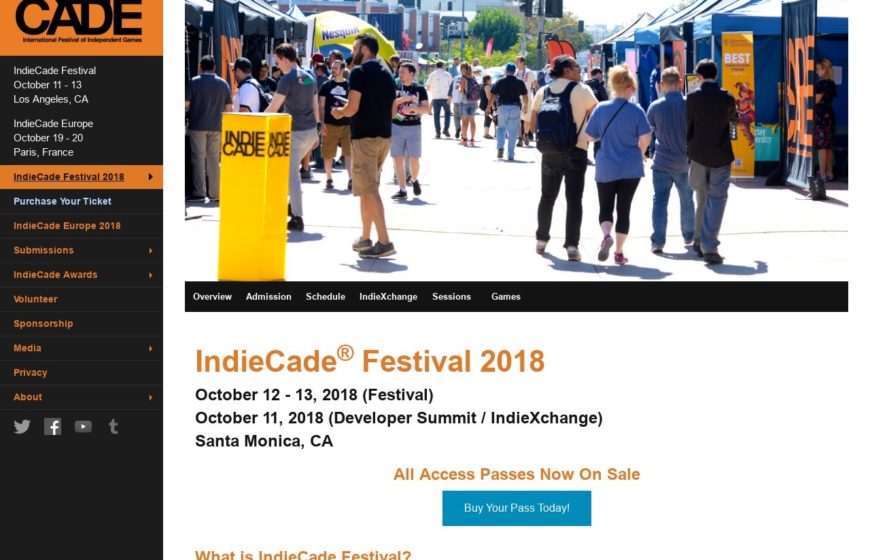 CADE
International Festival of Independent Games
IndieCade Festival
October 11 - 13
Los Angeles, CA
IndieCade Europe
October 19 - 20
Paris, France
IndieCade Festival 2018
Purchase Your Ticket
IndieCade Europe 2018
Submissions
IndieCade Awards
Volunteer
Sponsorship
Media
Privacy
About
Nesquik
INDIE
CADE
INDIE
CADE
BEST
Overview Admission Schedule IndieXchange Sessions Games
IndieCade® Festival 2018
October 12 - 13, 2018 (Festival)
October 11, 2018 (Developer Summit / IndieXchange)
Santa Monica, CA
All Access Passes Now On Sale
Buy Your Pass Today!
What is IndieCade Festival?